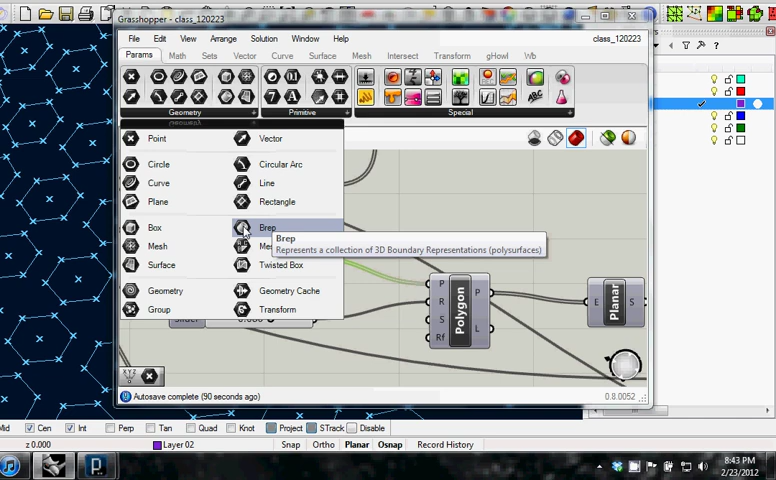 Grasshopper - class_120223
File Edit View Arrange Solution Window Help
class_120223
Params Math Sets Vector Curve Surface Mesh Intersect Transform gHowl Wb
Geometry Primitive Special
Point Vector
Circle Circular Arc
Curve Line
Plane Rectangle
Box Brep
Brep
Mesh
Represents a collection of 3D Boundary Representations (polysurfaces)
Surface Twisted Box
Geometry Geometry Cache
Group Transform
P R S Rf Polygon P L
E Planar S
XYZ
Autosave complete (90 seconds ago)
0.8.0052
Mid Cen Int Perp Tan Quad Knot Project STrack Disable
z 0.000 Layer 02 Snap Ortho Planar Osnap Record History
8:43 PM
2/23/2012